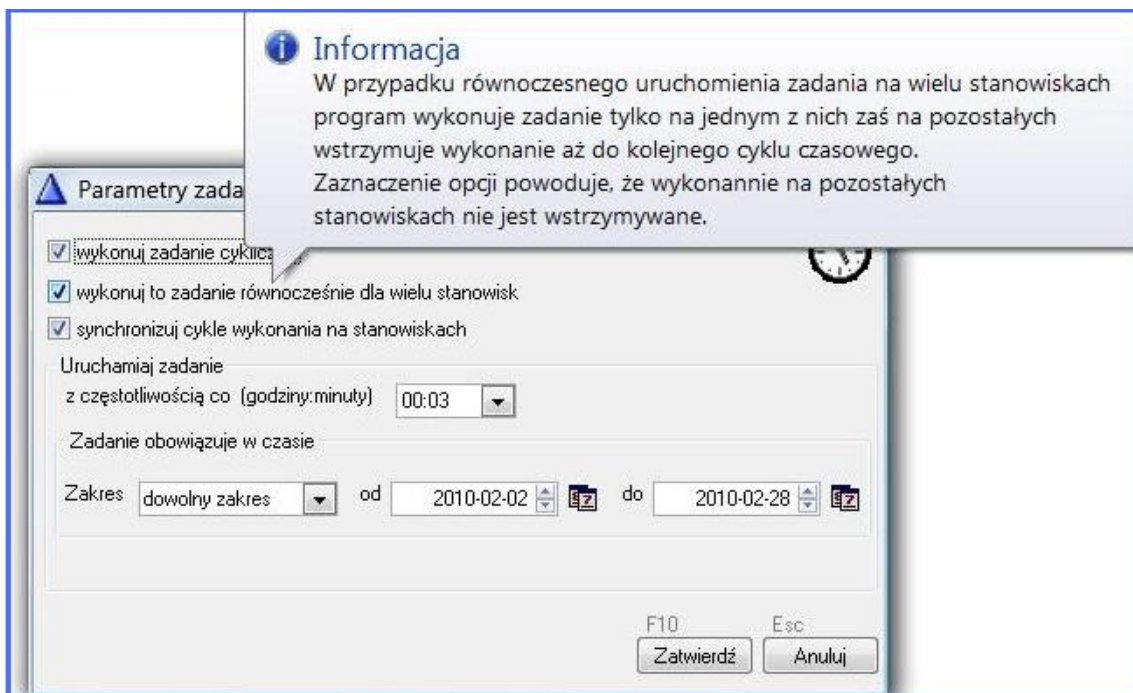 Informacja
W przypadku równoczesnego uruchomienia zadania na wielu stanowiskach
program wykonuje zadanie tylko na jednym z nich zaś na pozostałych
wstrzymuje wykonanie aż do kolejnego cyklu czasowego.
Zaznaczenie opcji powoduje, że wykonannie na pozostałych
stanowiskach nie jest wstrzymywane.
Parametry zada
wykonuj zadanie
wykonuj to zadanie równocześnie dla wielu stanowisk
synchronizuj cykle wykonania na stanowiskach
Uruchamiaj zadanie
z częstotliwością co (godziny:minuty) 00:03
Zadanie obowiązuje w czasie
Zakres dowolny zakres od 2010-02-02 do 2010-02-28
F10 Esc
Zatwierdź Anuluj